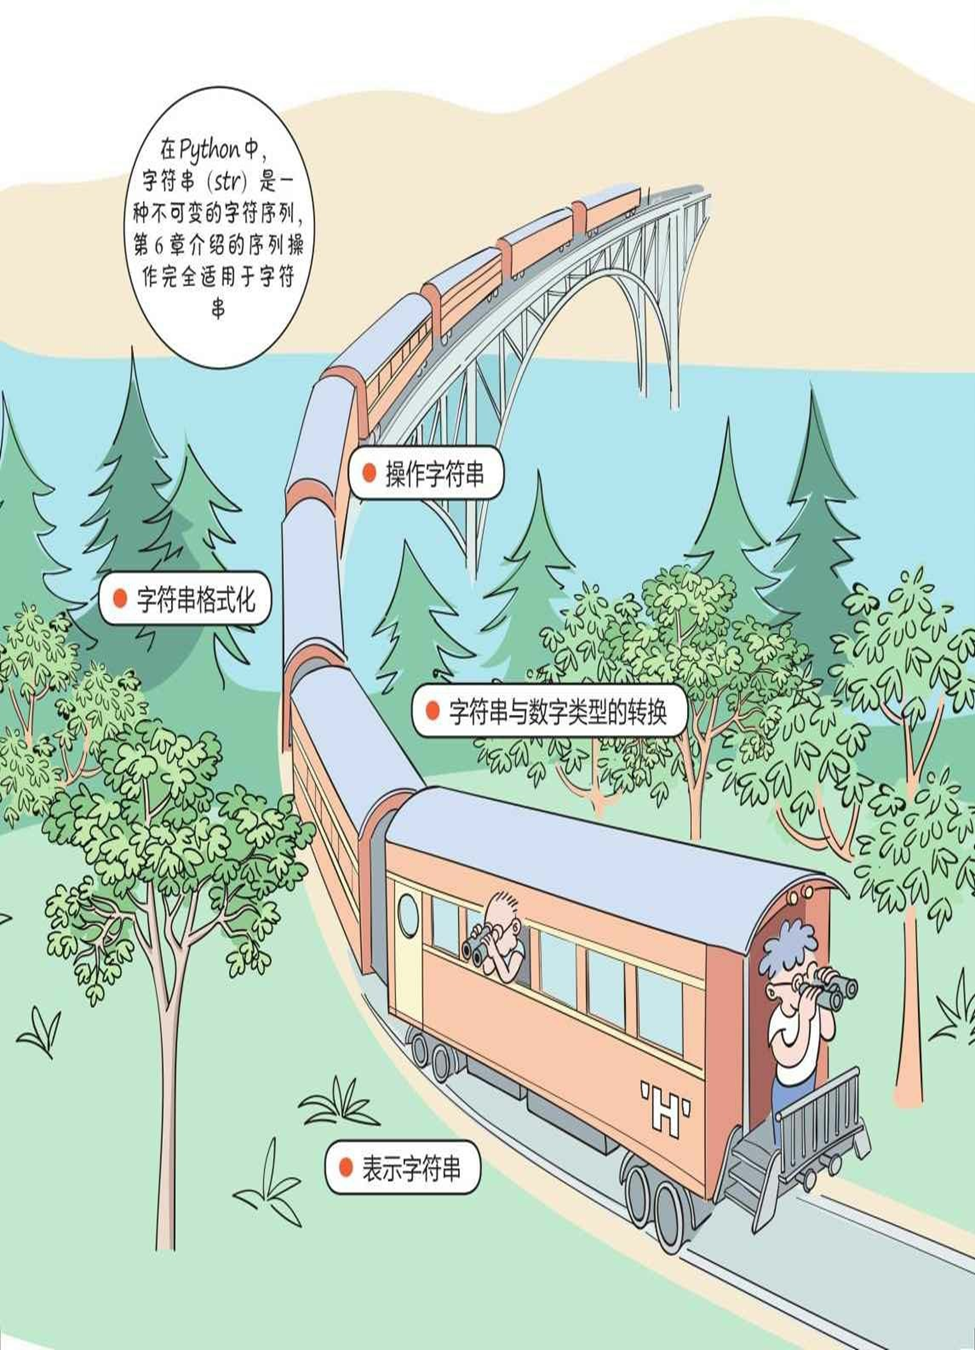 在Python中，
字符串（str）是一
种不可变的字符序列，
第6章介绍的序列操
作完全适用于字符
串
操作字符串
字符串格式化
字符串与数字类型的转换
'H'
表示字符串